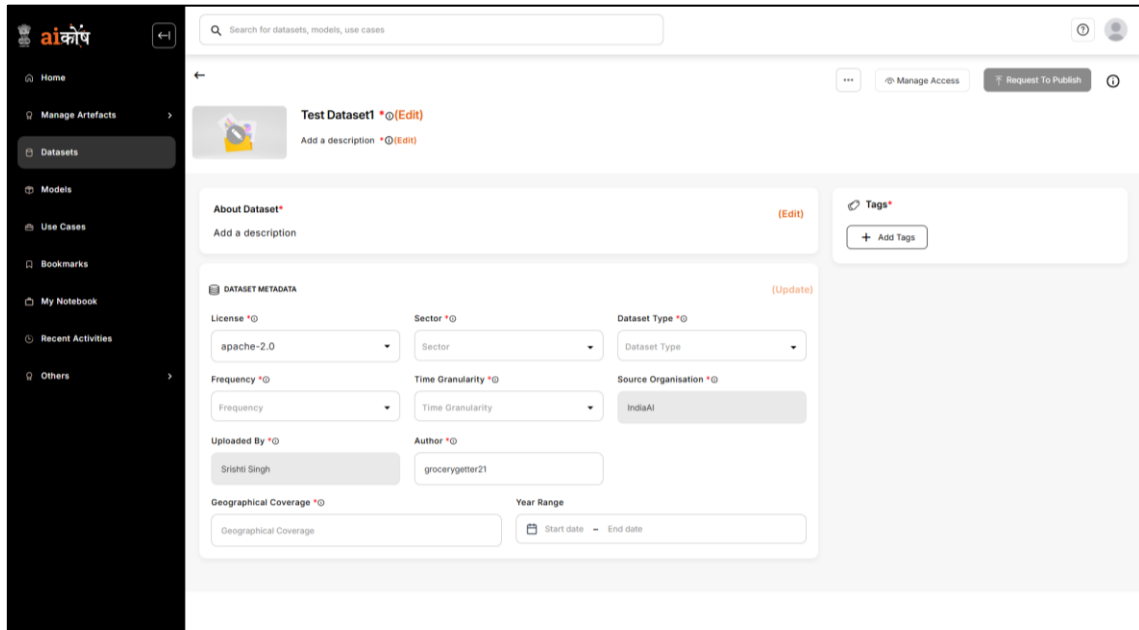 aiकोष
Search for datasets, models, use cases
Home
Manage Artefacts
Datasets
Models
Use Cases
Bookmarks
My Notebook
Recent Activities
Others
Manage Access
Request To Publish
Test Dataset1 *(Edit)
Add a description *(Edit)
About Dataset*
(Edit)
Add a description
Tags*
+ Add Tags
DATASET METADATA
(Update)
License * Sector * Dataset Type *
apache-2.0 Sector Dataset Type
Frequency * Time Granularity * Source Organisation *
Frequency Time Granularity IndiaAI
Uploaded By * Author *
Srishti Singh grocerygetter21
Geographical Coverage * Year Range
Geographical Coverage Start date – End date